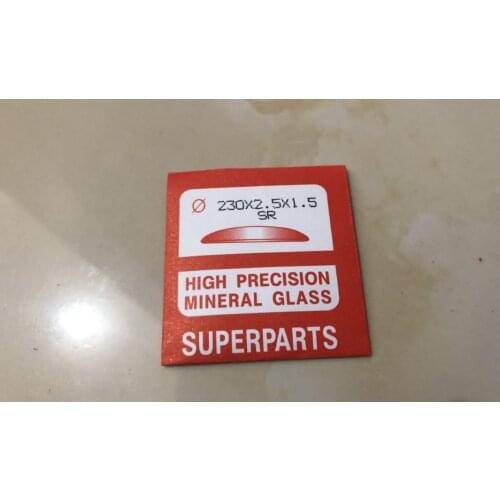 Ø 230X2.5X1.5
SR
HIGH PRECISION
MINERAL GLASS
SUPERPARTS